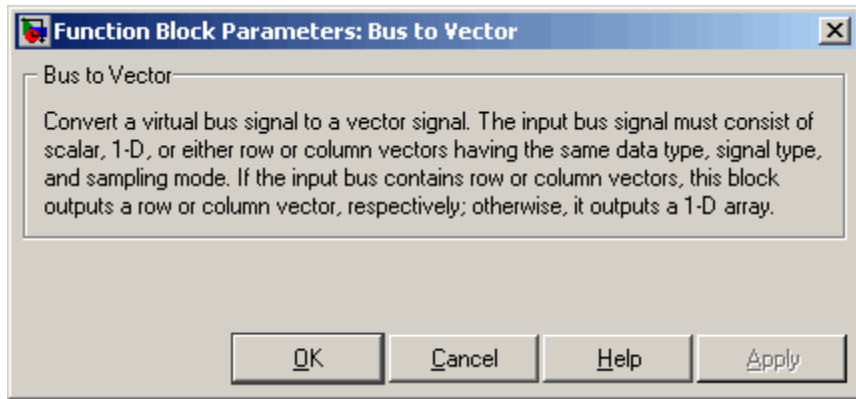 Function Block Parameters: Bus to Vector
Bus to Vector
Convert a virtual bus signal to a vector signal. The input bus signal must consist of
scalar, 1-D, or either row or column vectors having the same data type, signal type,
and sampling mode. If the input bus contains row or column vectors, this block
outputs a row or column vector, respectively; otherwise, it outputs a 1-D array.
OK Cancel Help Apply